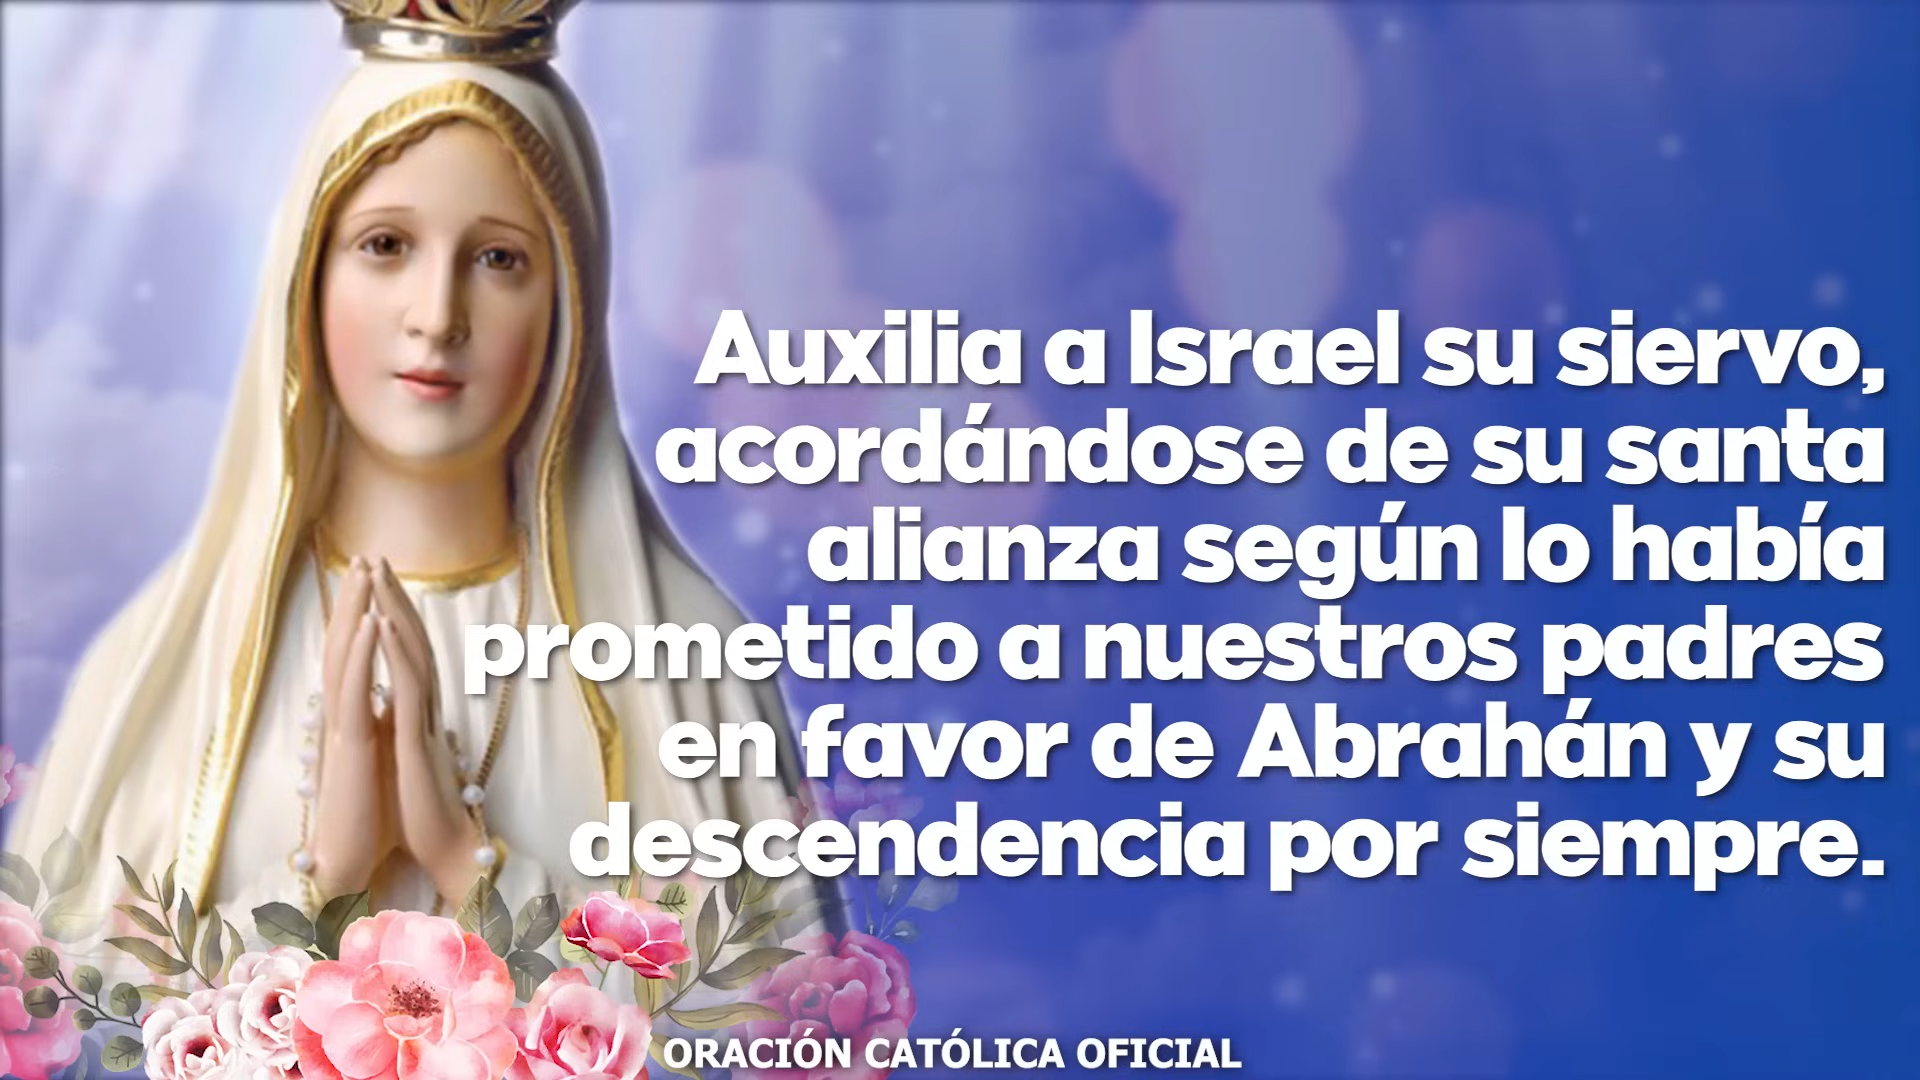 Auxilia a Israel su siervo,
acordándose de su santa
alianza según lo había
prometido a nuestros padres
en favor de Abrahán y su
descendencia por siempre.
ORACIÓN CATÓLICA OFICIAL